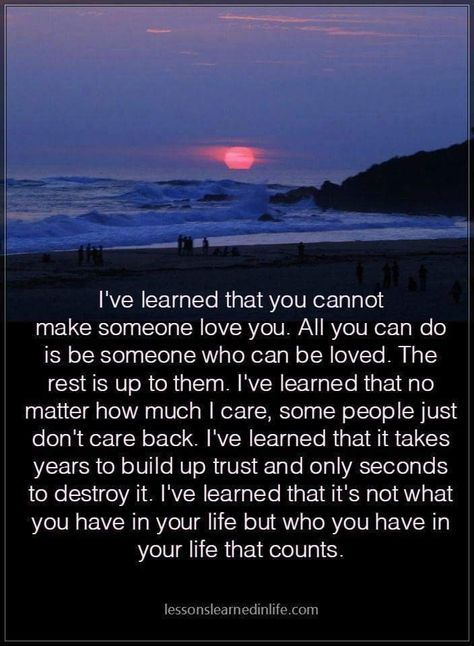 I've learned that you cannot
make someone love you. All you can do
is be someone who can be loved. The
rest is up to them. I've learned that no
matter how much I care, some people just
don't care back. I've learned that it takes
years to build up trust and only seconds
to destroy it. I've learned that it's not what
you have in your life but who you have in
your life that counts.
lessonslearnedinlife.com